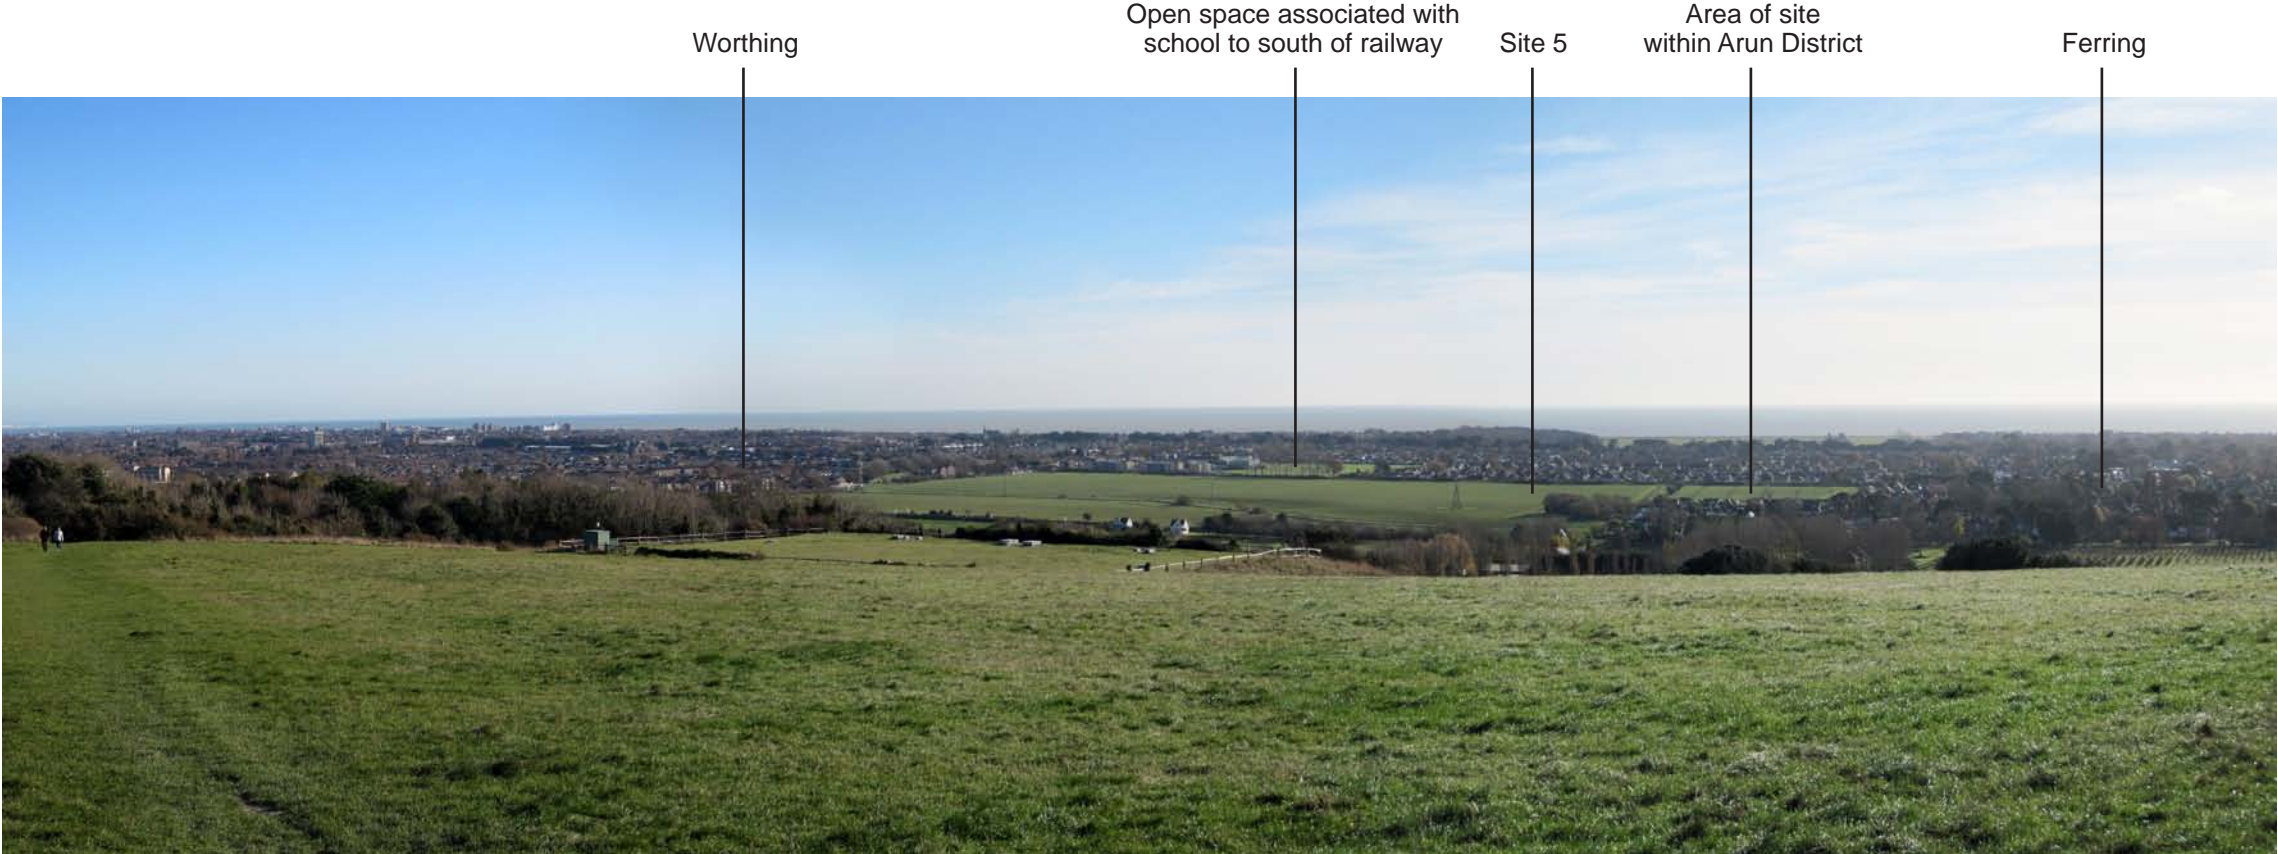 Worthing
Open space associated with
school to south of railway
Site 5
Area of site
within Arun District
Ferring